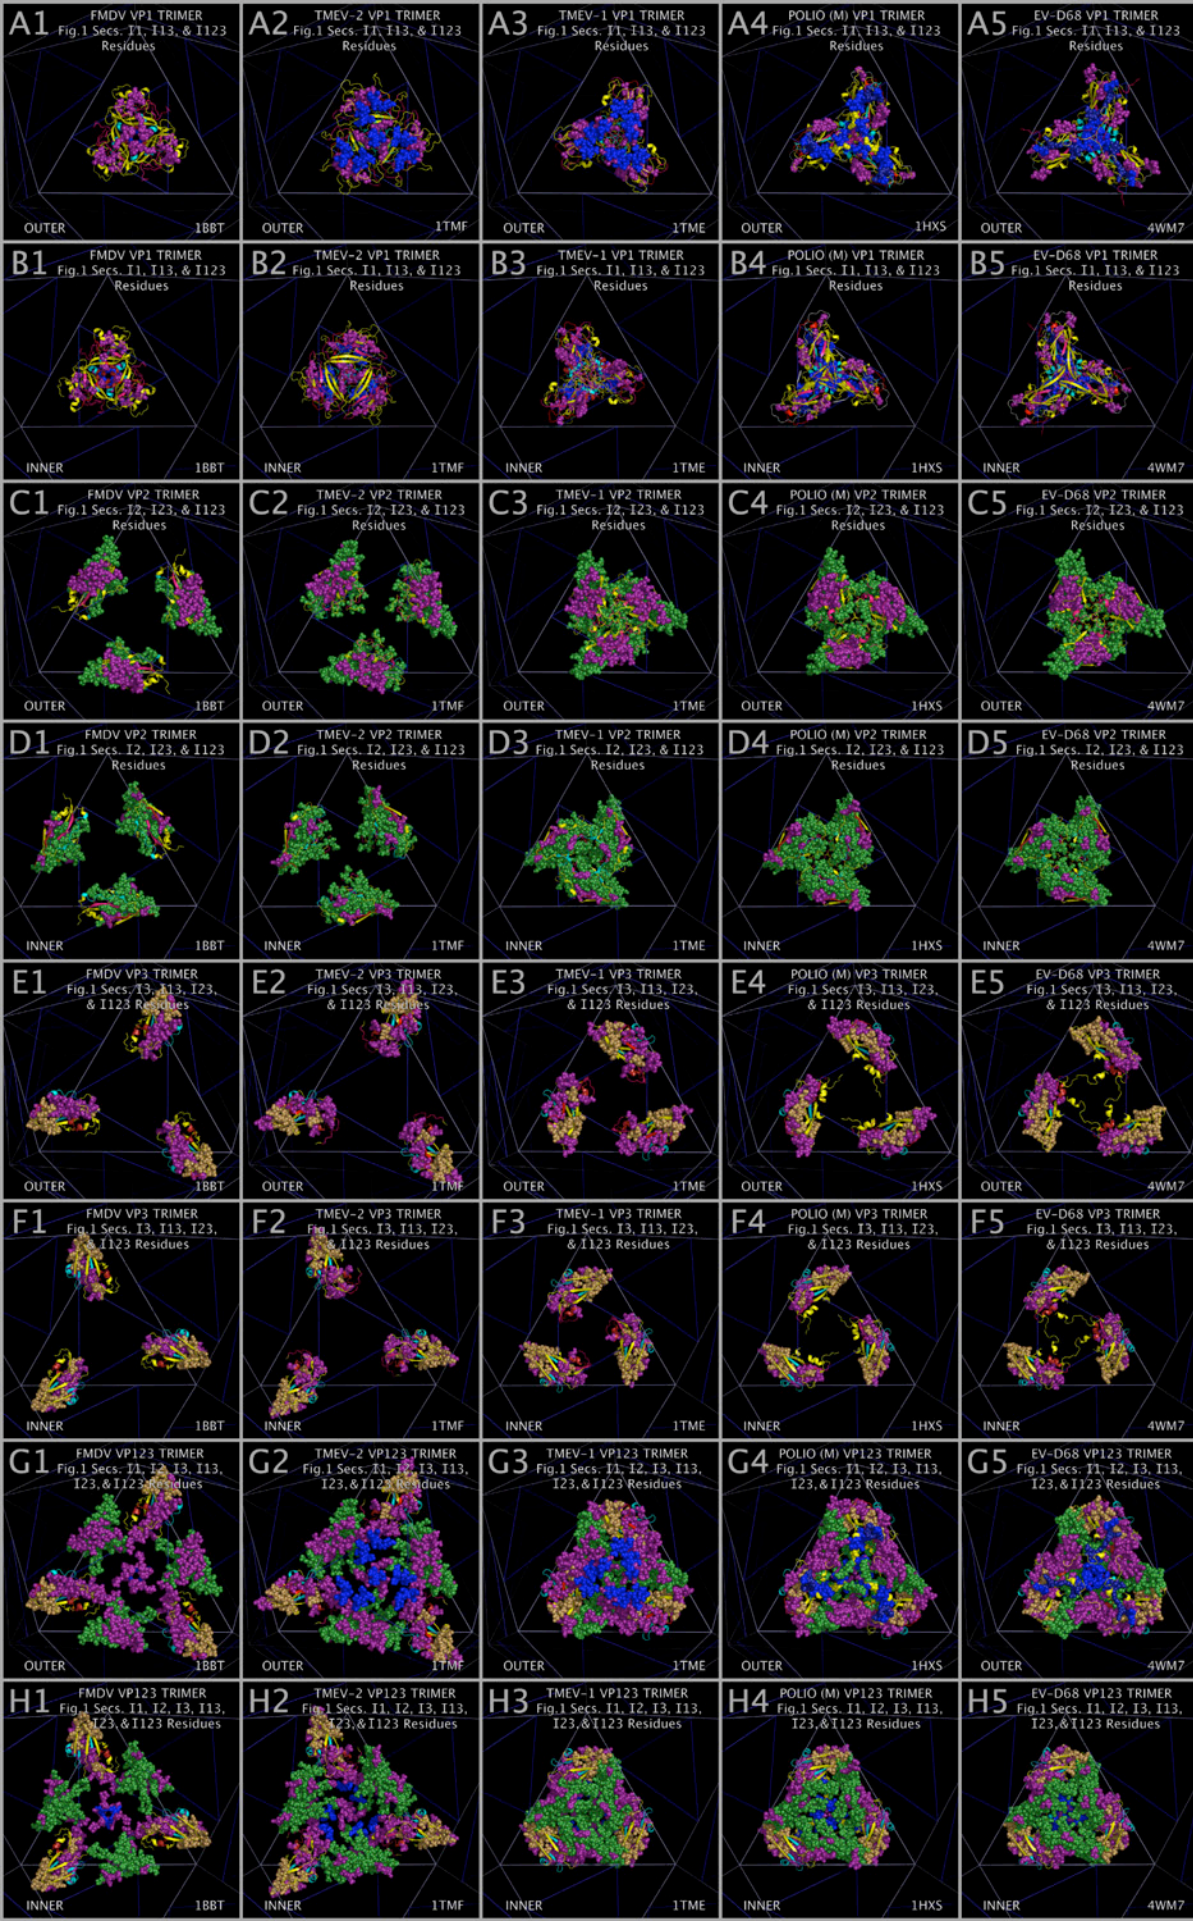 A1 FMDV VP1 TRIMER
Fig.1 Secs. I1, I13, & I123
Residues
OUTER 1BBT
A2 TMEV-2 VP1 TRIMER
Fig.1 Secs. I1, I13, & I123
Residues
OUTER 1TMF
A3 TMEV-1 VP1 TRIMER
Fig.1 Secs. I1, I13, & I123
Residues
OUTER 1TME
A4 POLIO (M) VP1 TRIMER
Fig.1 Secs. I1, I13, & I123
Residues
OUTER 1HXS
A5 EV-D68 VP1 TRIMER
Fig.1 Secs. I1, I13, & I123
Residues
OUTER 4WM7
B1 FMDV VP1 TRIMER
Fig.1 Secs. I1, I13, & I123
Residues
INNER 1BBT
B2 TMEV-2 VP1 TRIMER
Fig.1 Secs. I1, I13, & I123
Residues
INNER 1TMF
B3 TMEV-1 VP1 TRIMER
Fig.1 Secs. I1, I13, & I123
Residues
INNER 1TME
B4 POLIO (M) VP1 TRIMER
Fig.1 Secs. I1, I13, & I123
Residues
INNER 1HXS
B5 EV-D68 VP1 TRIMER
Fig.1 Secs. I1, I13, & I123
Residues
INNER 4WM7
C1 FMDV VP2 TRIMER
Fig.1 Secs. I2, I23, & I123
Residues
OUTER 1BBT
C2 TMEV-2 VP2 TRIMER
Fig.1 Secs. I2, I23, & I123
Residues
OUTER 1TMF
C3 TMEV-1 VP2 TRIMER
Fig.1 Secs. I2, I23, & I123
Residues
OUTER 1TME
C4 POLIO (M) VP2 TRIMER
Fig.1 Secs. I2, I23, & I123
Residues
OUTER 1HXS
C5 EV-D68 VP2 TRIMER
Fig.1 Secs. I2, I23, & I123
Residues
OUTER 4WM7
D1 FMDV VP2 TRIMER
Fig.1 Secs. I2, I23, & I123
Residues
INNER 1BBT
D2 TMEV-2 VP2 TRIMER
Fig.1 Secs. I2, I23, & I123
Residues
INNER 1TMF
D3 TMEV-1 VP2 TRIMER
Fig.1 Secs. I2, I23, & I123
Residues
INNER 1TME
D4 POLIO (M) VP2 TRIMER
Fig.1 Secs. I2, I23, & I123
Residues
INNER 1HXS
D5 EV-D68 VP2 TRIMER
Fig.1 Secs. I2, I23, & I123
Residues
INNER 4WM7
E1 FMDV VP3 TRIMER
Fig.1 Secs. I3, I13, I23,
& I123 Residues
OUTER 1BBT
E2 TMEV-2 VP3 TRIMER
Fig.1 Secs. I3, I13, I23,
& I123 Residues
OUTER 1TMF
E3 TMEV-1 VP3 TRIMER
Fig.1 Secs. I3, I13, I23,
& I123 Residues
OUTER 1TME
E4 POLIO (M) VP3 TRIMER
Fig.1 Secs. I3, I13, I23,
& I123 Residues
OUTER 1HXS
E5 EV-D68 VP3 TRIMER
Fig.1 Secs. I3, I13, I23,
& I123 Residues
OUTER 4WM7
F1 FMDV VP3 TRIMER
Fig.1 Secs. I3, I13, I23,
& I123 Residues
INNER 1BBT
F2 TMEV-2 VP3 TRIMER
Fig.1 Secs. I3, I13, I23,
& I123 Residues
INNER 1TMF
F3 TMEV-1 VP3 TRIMER
Fig.1 Secs. I3, I13, I23,
& I123 Residues
INNER 1TME
F4 POLIO (M) VP3 TRIMER
Fig.1 Secs. I3, I13, I23,
& I123 Residues
INNER 1HXS
F5 EV-D68 VP3 TRIMER
Fig.1 Secs. I3, I13, I23,
& I123 Residues
INNER 4WM7
G1 FMDV VP123 TRIMER
Fig.1 Secs. I1, I2, I3, I13,
I23, & I123 Residues
OUTER 1BBT
G2 TMEV-2 VP123 TRIMER
Fig.1 Secs. I1, I2, I3, I13,
I23, & I123 Residues
OUTER 1TMF
G3 TMEV-1 VP123 TRIMER
Fig.1 Secs. I1, I2, I3, I13,
I23, & I123 Residues
OUTER 1TME
G4 POLIO (M) VP123 TRIMER
Fig.1 Secs. I1, I2, I3, I13,
I23, & I123 Residues
OUTER 1HXS
G5 EV-D68 VP123 TRIMER
Fig.1 Secs. I1, I2, I3, I13,
I23, & I123 Residues
OUTER 4WM7
H1 FMDV VP123 TRIMER
Fig.1 Secs. I1, I2, I3, I13,
I23, & I123 Residues
INNER 1BBT
H2 TMEV-2 VP123 TRIMER
Fig.1 Secs. I1, I2, I3, I13,
I23, & I123 Residues
INNER 1TMF
H3 TMEV-1 VP123 TRIMER
Fig.1 Secs. I1, I2, I3, I13,
I23, & I123 Residues
INNER 1TME
H4 POLIO (M) VP123 TRIMER
Fig.1 Secs. I1, I2, I3, I13,
I23, & I123 Residues
INNER 1HXS
H5 EV-D68 VP123 TRIMER
Fig.1 Secs. I1, I2, I3, I13,
I23, & I123 Residues
INNER 4WM7